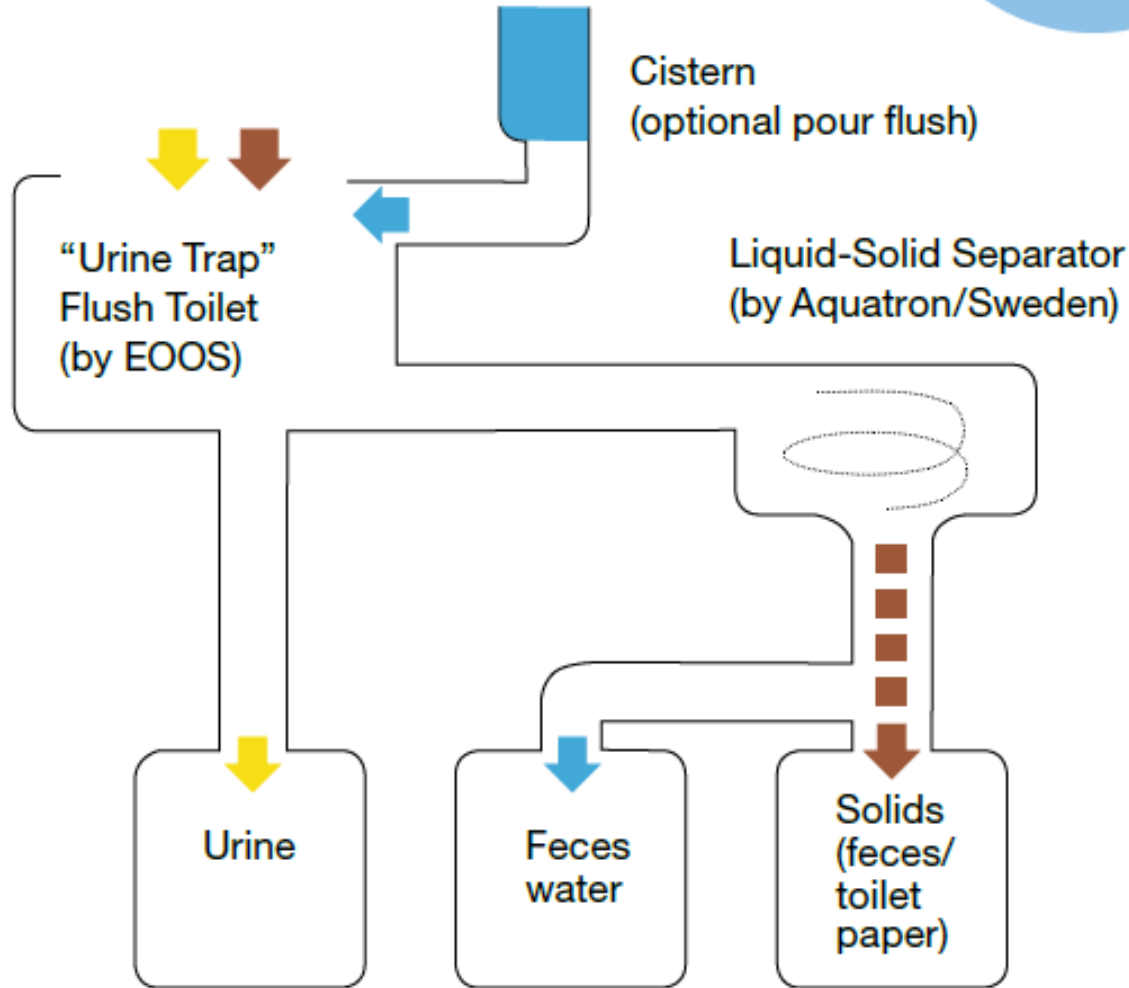 Cistern
(optional pour flush)
“Urine Trap”
Flush Toilet
(by EOOS)
Liquid-Solid Separator
(by Aquatron/Sweden)
Urine
Feces
water
Solids
(feces/
toilet
paper)